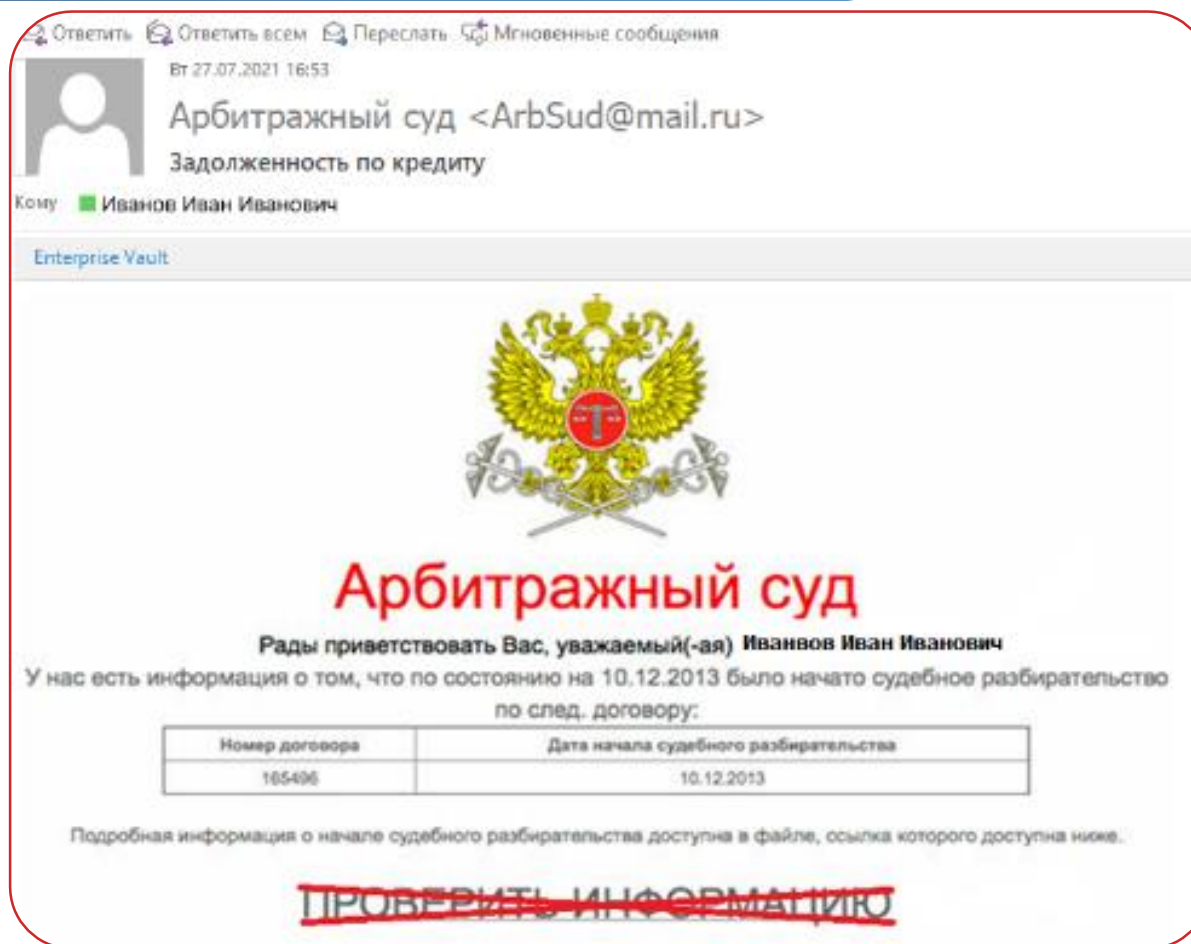 Ответить Ответить всем Переслать Мгновенные сообщения
Вт 27.07.2021 16:53
Арбитражный суд <ArbSud@mail.ru>
Задолженность по кредиту
Кому Иванов Иван Иванович
Enterprise Vault
Арбитражный суд
Рады приветствовать Вас, уважаемый(-ая) Иванвов Иван Иванович
У нас есть информация о том, что по состоянию на 10.12.2013 было начато судебное разбирательство
по след. договору:
Номер договора Дата начала судебного разбирательства
165496 10.12.2013
Подробная информация о начале судебного разбирательства доступна в файле, ссылка которого доступна ниже.
ПРОВЕРИТЬ ИНФОРМАЦИЮ